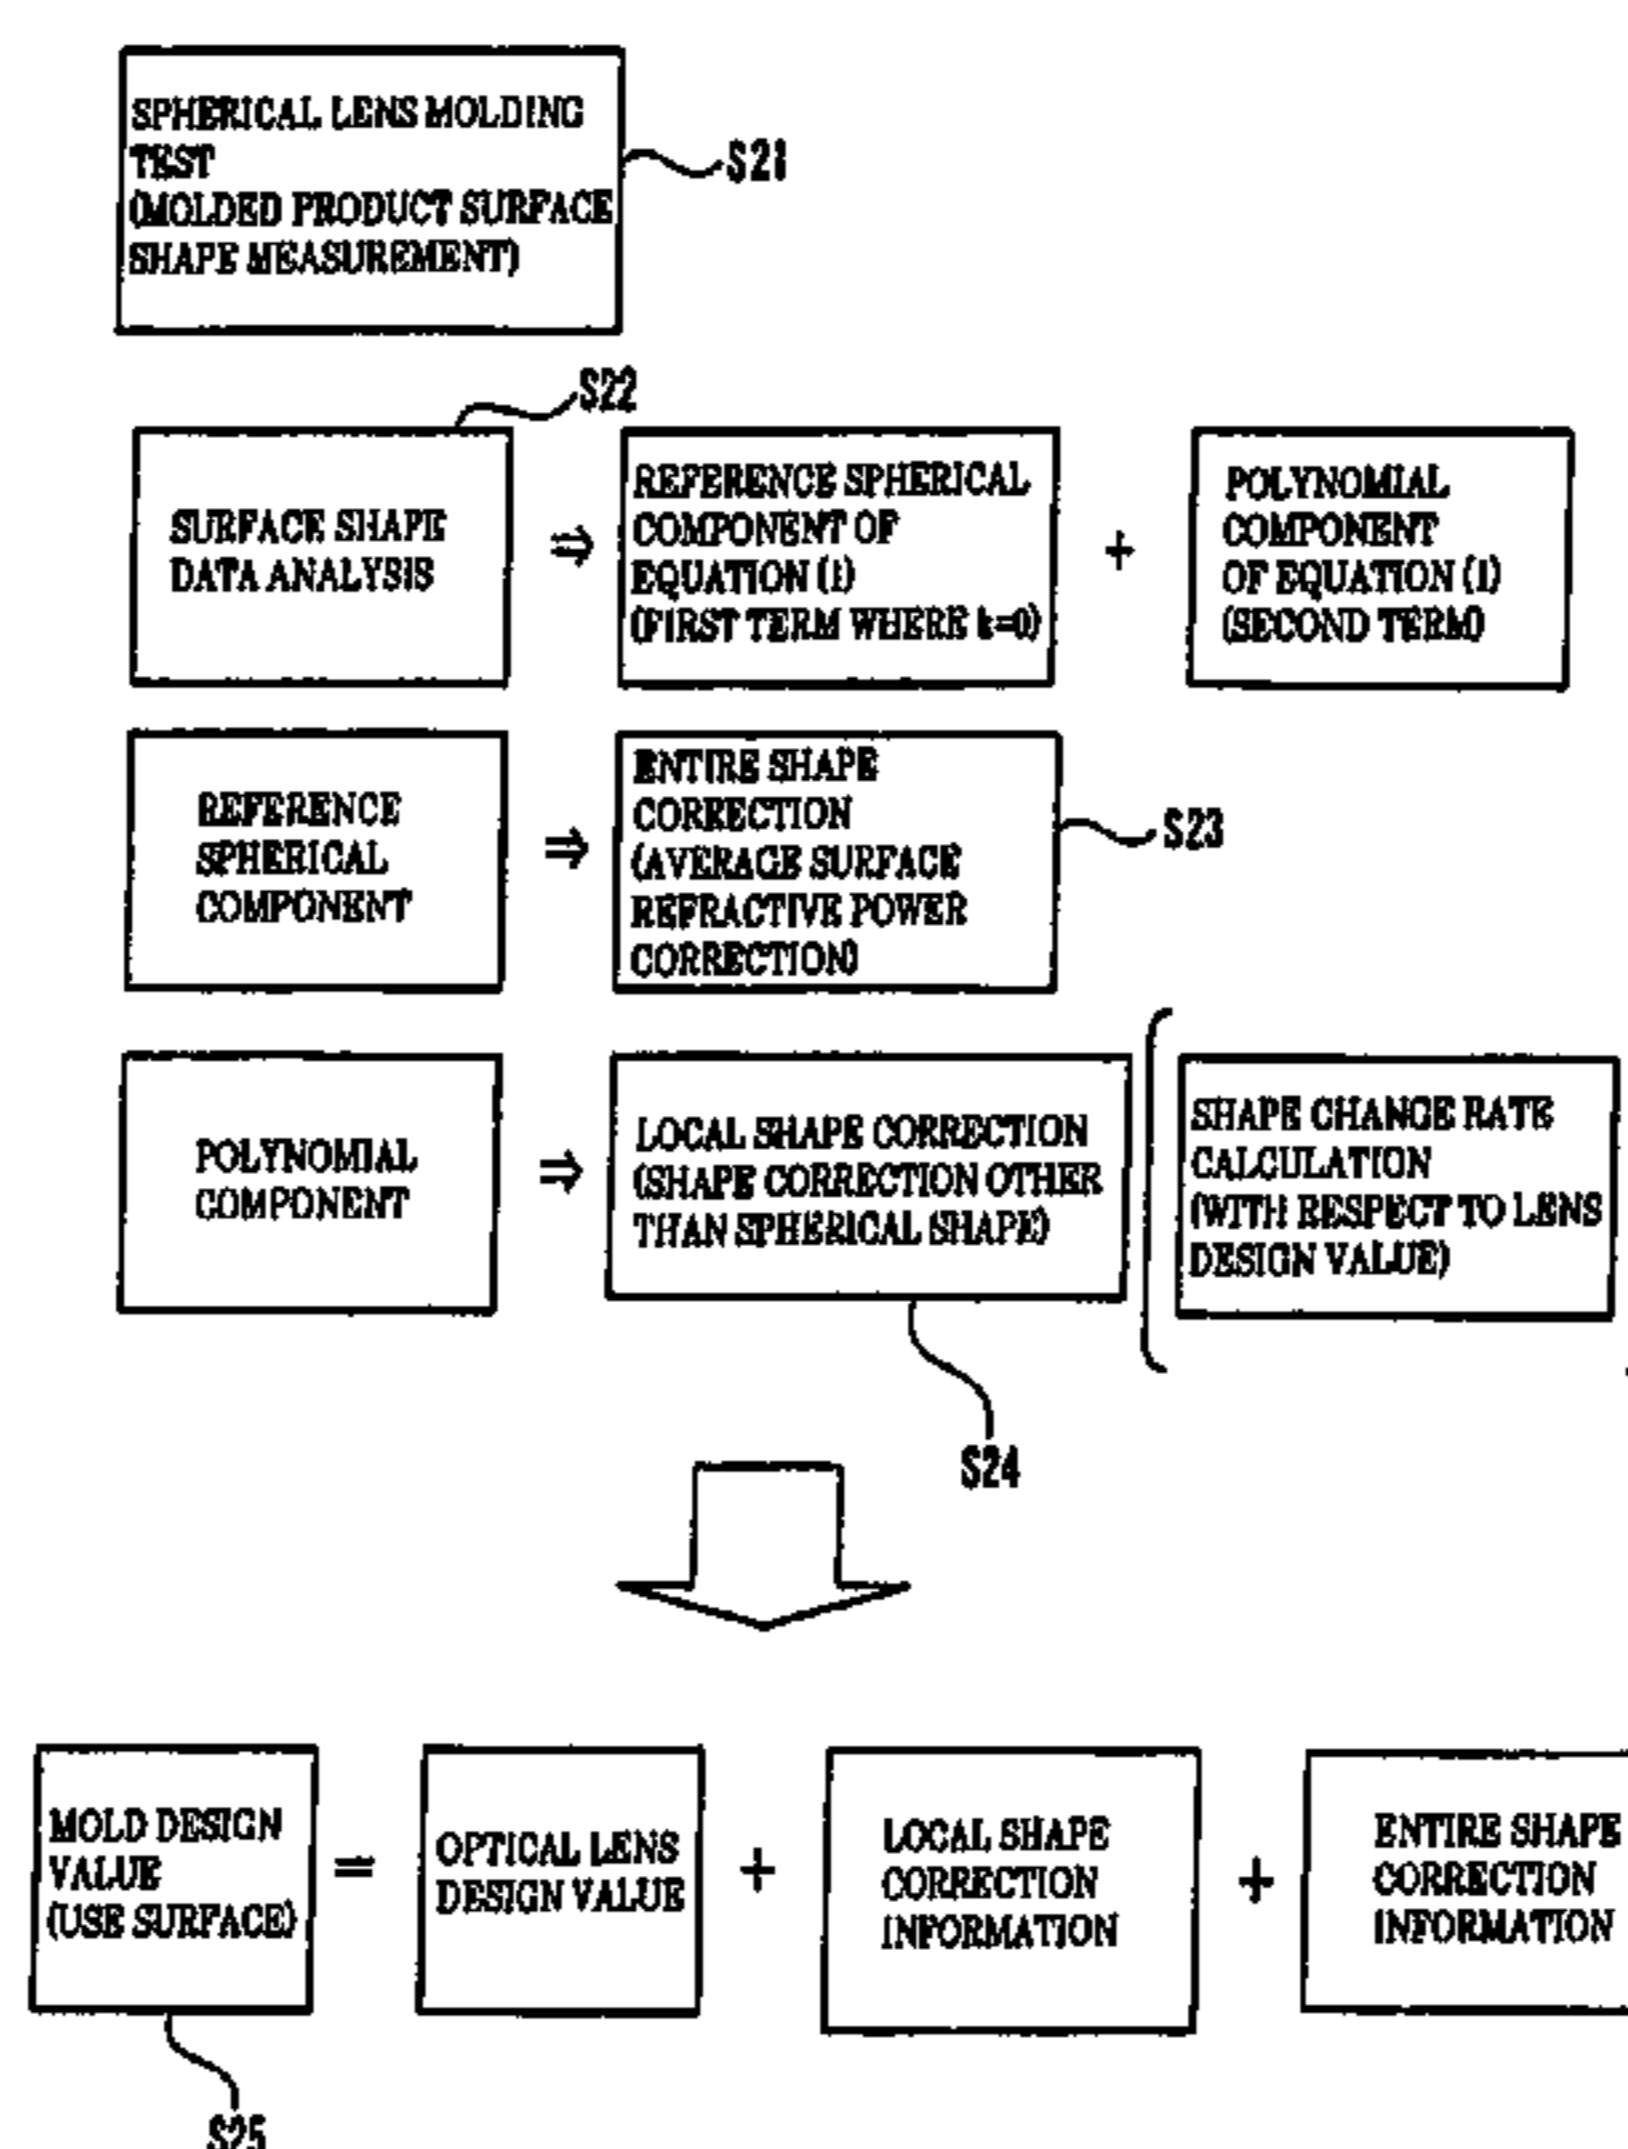 SPHERICAL LENS MOLDING
TEST
(MOLDED PRODUCT SURFACE
SHAPE MEASUREMENT)
S21
S22
SURFACE SHAPE
DATA ANALYSIS
⇒
REFERENCE SPHERICAL
COMPONENT OF
EQUATION (1)
(FIRST TERM WHERE k=0)
+
POLYNOMIAL
COMPONENT
OF EQUATION (1)
(SECOND TERM)
REFERENCE
SPHERICAL
COMPONENT
⇒
ENTIRE SHAPE
CORRECTION
(AVERAGE SURFACE
REFRACTIVE POWER
CORRECTION)
S23
POLYNOMIAL
COMPONENT
⇒
LOCAL SHAPE CORRECTION
(SHAPE CORRECTION OTHER
THAN SPHERICAL SHAPE)
SHAPE CHANGE RATE
CALCULATION
(WITH RESPECT TO LENS
DESIGN VALUE)
S24
MOLD DESIGN
VALUE
(USE SURFACE)
=
OPTICAL LENS
DESIGN VALUE
+
LOCAL SHAPE
CORRECTION
INFORMATION
+
ENTIRE SHAPE
CORRECTION
INFORMATION
S25